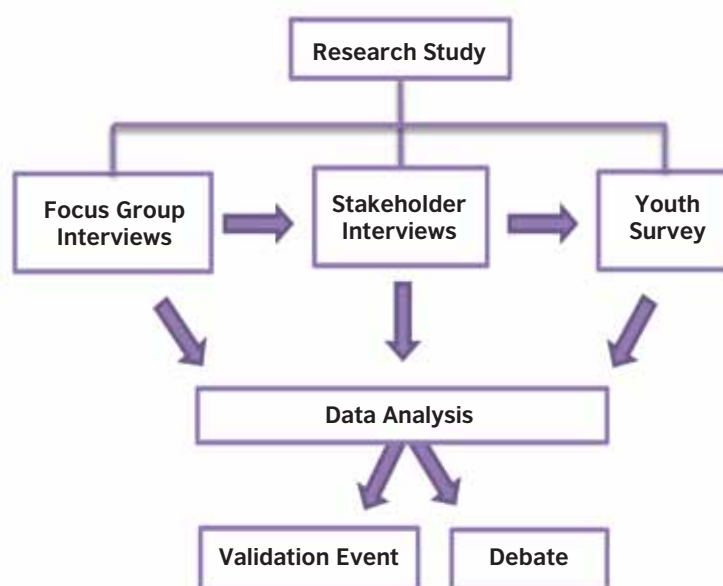 Research Study
Focus Group
Interviews
Stakeholder
Interviews
Youth
Survey
Data Analysis
Validation Event
Debate